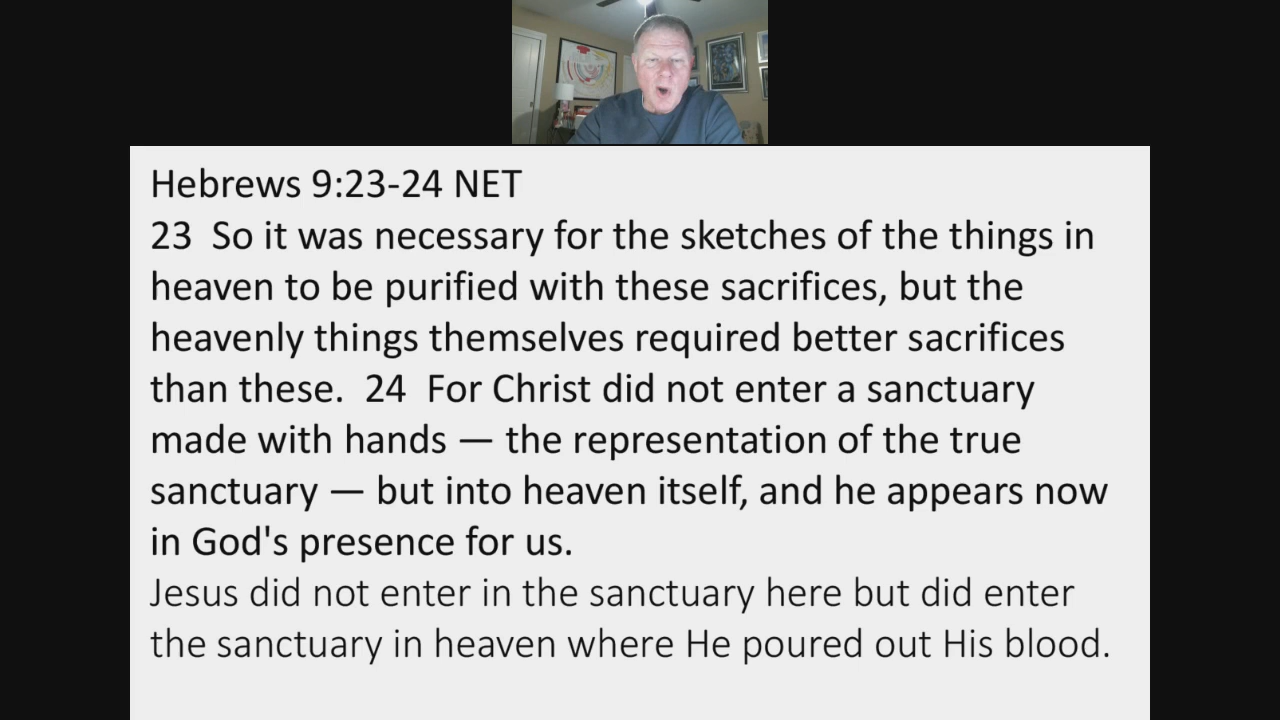 Hebrews 9:23-24 NET
23 So it was necessary for the sketches of the things in
heaven to be purified with these sacrifices, but the
heavenly things themselves required better sacrifices
than these. 24 For Christ did not enter a sanctuary
made with hands — the representation of the true
sanctuary — but into heaven itself, and he appears now
in God's presence for us.
Jesus did not enter in the sanctuary here but did enter
the sanctuary in heaven where He poured out His blood.